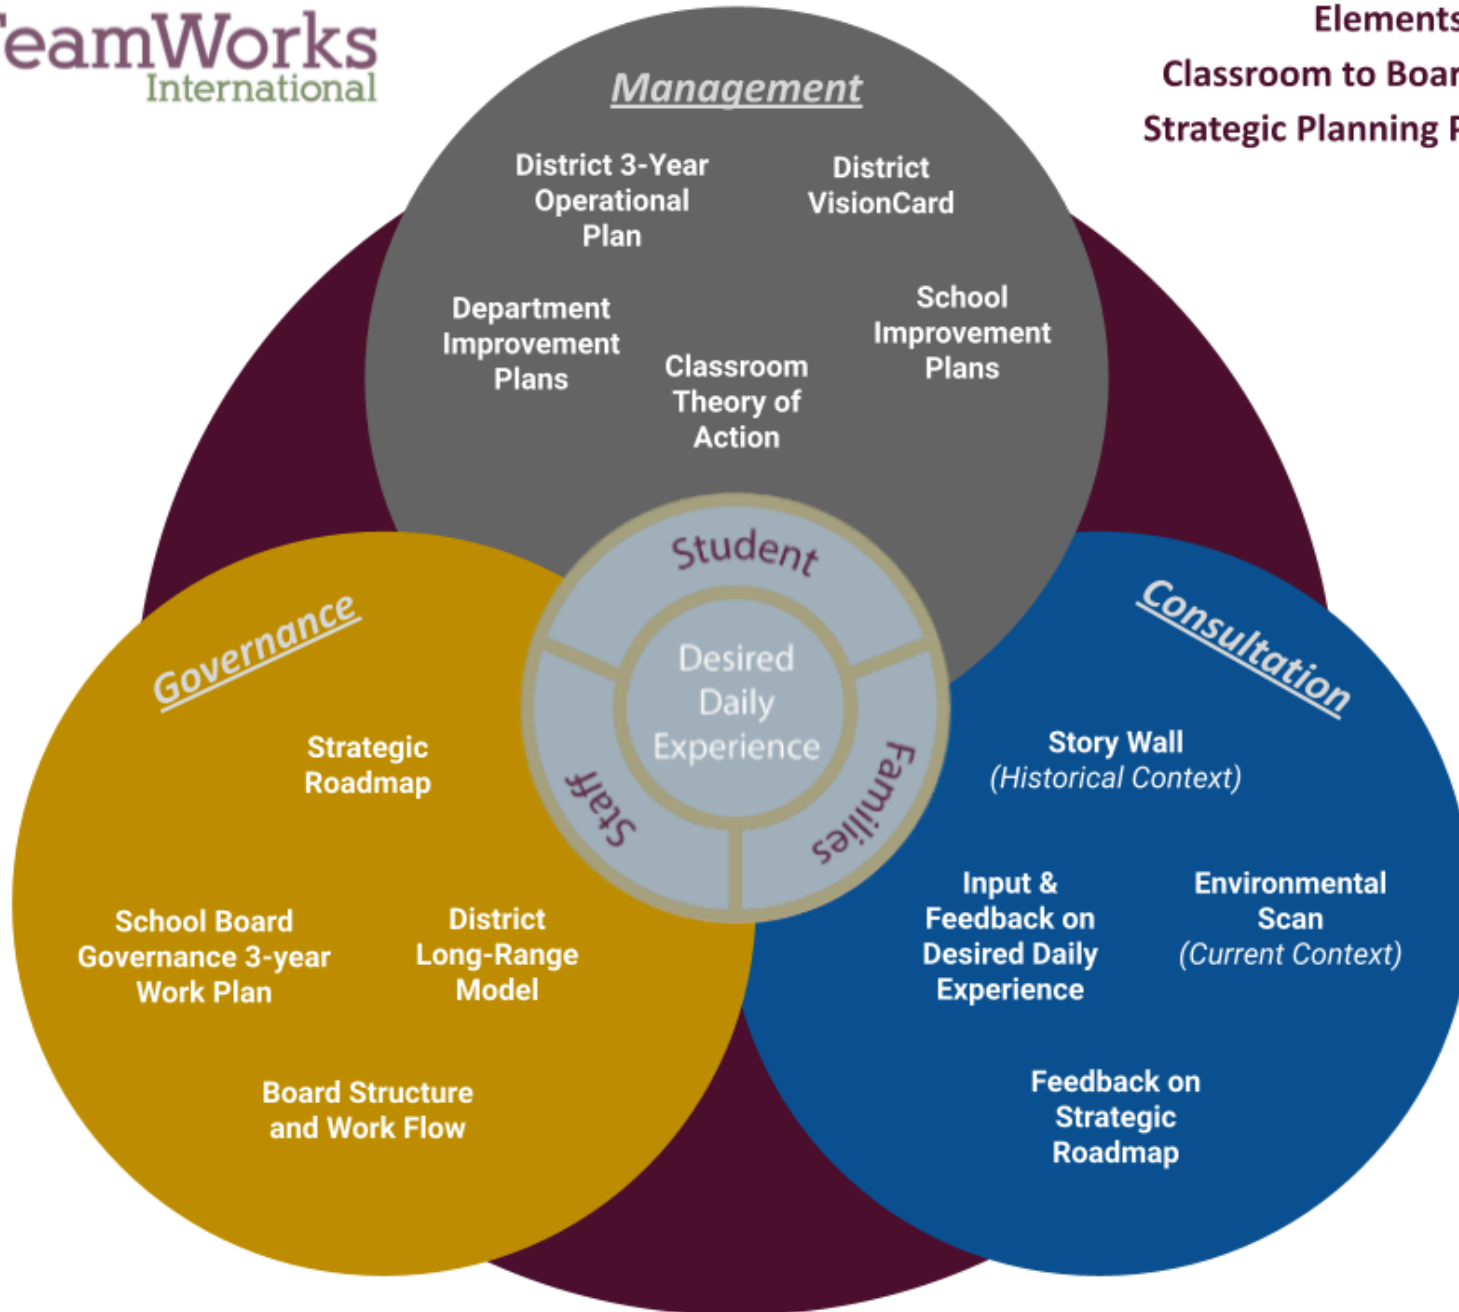 TeamWorks
International
Elements
Classroom to Boar
Strategic Planning P
Management
District 3-Year
Operational
Plan
District
VisionCard
Department
Improvement
Plans
Classroom
Theory of
Action
School
Improvement
Plans
Student
Desired
Daily
Experience
Staff
Families
Governance
Strategic
Roadmap
School Board
Governance 3-year
Work Plan
District
Long-Range
Model
Board Structure
and Work Flow
Consultation
Story Wall
(Historical Context)
Input &
Feedback on
Desired Daily
Experience
Environmental
Scan
(Current Context)
Feedback on
Strategic
Roadmap